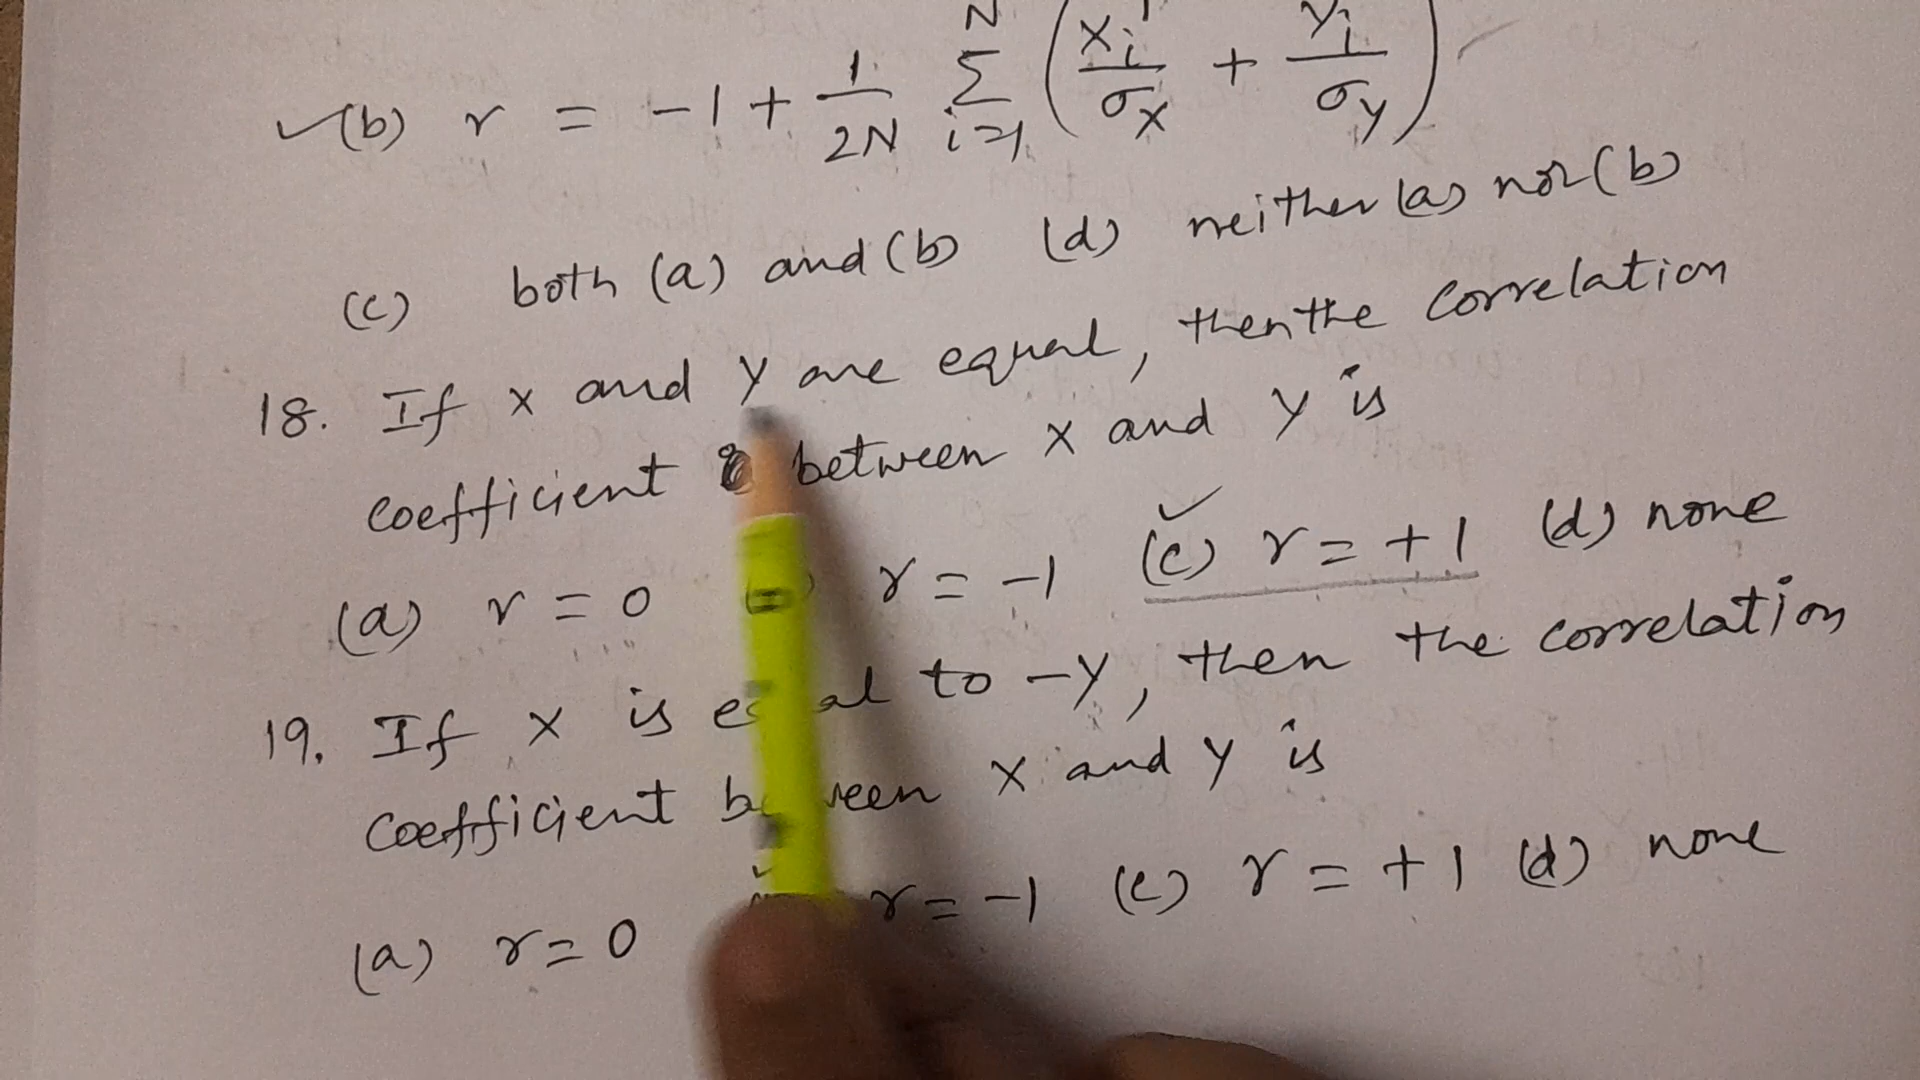 (b) r = -1 + 1/2N N Σ i=1 (xi/σx + yi/σy)
(c) both (a) and (b) (d) neither (a) nor (b)
18. If x and y are equal, then the correlation
coefficient between x and y is
(a) r = 0 r = -1 (c) r = +1 (d) none
19. If x is to -y, then the correlation
coefficient x and y is
(a) r = 0 r = -1 (c) r = +1 (d) none